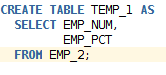 CREATE TABLE TEMP_1 AS
SELECT EMP_NUM,
EMP_PCT
FROM EMP_2;